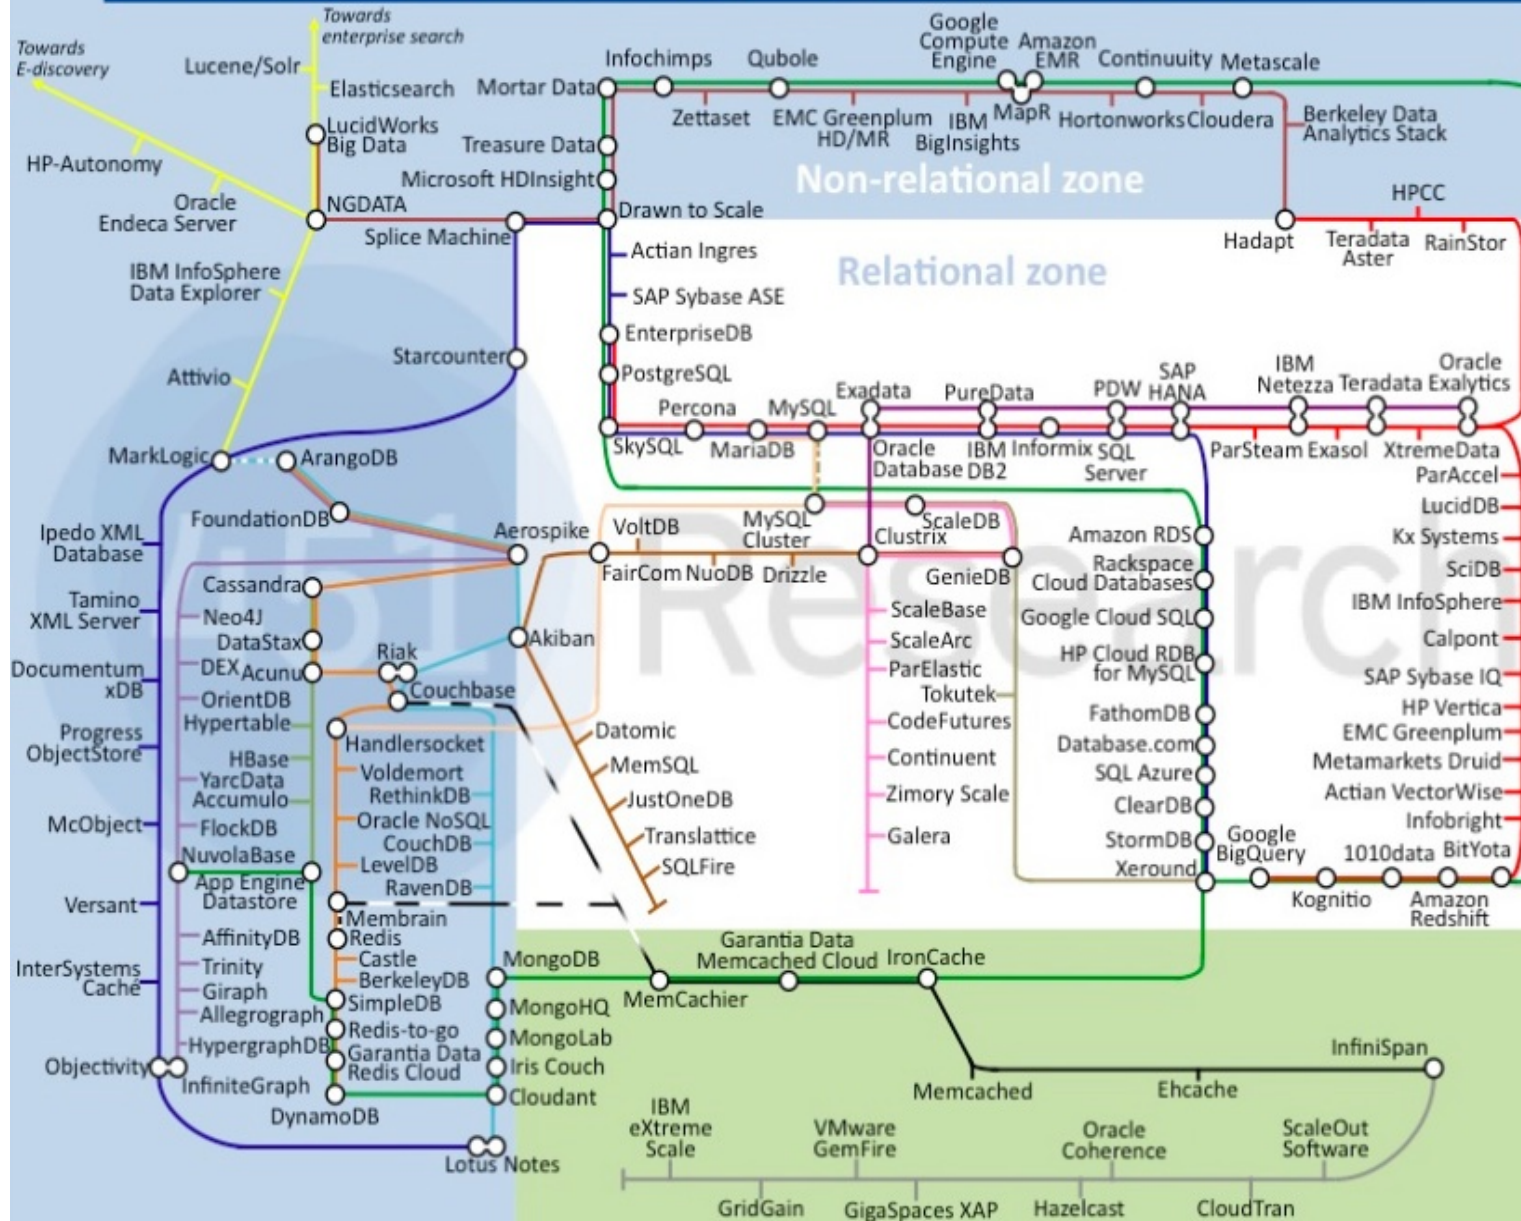 Towards
E-discovery
Towards
enterprise search
Lucene/Solr
Elasticsearch
LucidWorks
Big Data
HP-Autonomy
Oracle
Endeca Server
NGDATA
IBM InfoSphere
Data Explorer
Attivio
MarkLogic
Splice Machine
Starcounter
Mortar Data
Treasure Data
Microsoft HDInsight
Drawn to Scale
Infochimps
Qubole
Google
Compute
Engine
Amazon
EMR
Continuuity
Metascale
Zettaset
EMC Greenplum
HD/MR
IBM
BigInsights
MapR
Hortonworks
Cloudera
Berkeley Data
Analytics Stack
Non-relational zone
Relational zone
HPCC
Hadapt
Teradata
Aster
RainStor
Actian Ingres
SAP Sybase ASE
EnterpriseDB
PostgreSQL
SkySQL
Percona
MariaDB
MySQL
Exadata
Oracle
Database
PureData
IBM
DB2
Informix
PDW
SQL
Server
SAP
HANA
IBM
Netezza
Teradata
Oracle
Exalytics
ParSteam
Exasol
XtremeData
ParAccel
LucidDB
Kx Systems
SciDB
IBM InfoSphere
Calpont
SAP Sybase IQ
HP Vertica
EMC Greenplum
Metamarkets Druid
Actian VectorWise
Infobright
BitYota
451 Research
ArangoDB
FoundationDB
Aerospike
Ipedo XML
Database
Tamino
XML Server
Documentum
xDB
Progress
ObjectStore
McObject
Versant
InterSystems
Caché
Objectivity
Cassandra
Neo4J
DataStax
DEX
Acunu
OrientDB
Hypertable
HBase
YarcData
Accumulo
FlockDB
NuvolaBase
App Engine
Datastore
AffinityDB
Trinity
Giraph
Allegrograph
HypergraphDB
InfiniteGraph
DynamoDB
Riak
Couchbase
Handlersocket
Voldemort
RethinkDB
Oracle NoSQL
CouchDB
LevelDB
RavenDB
Membrain
Redis
Castle
BerkeleyDB
SimpleDB
Redis-to-go
Garantia Data
Redis Cloud
MongoDB
MongoHQ
MongoLab
Iris Couch
Cloudant
Lotus Notes
VoltDB
FairCom
NuoDB
Drizzle
Akiban
MySQL
Cluster
ScaleDB
Clustrix
GenieDB
ScaleBase
ScaleArc
ParElastic
Tokutek
CodeFutures
Continent
Zimory Scale
Galera
Datomic
MemSQL
JustOneDB
Translattice
SQLFire
Amazon RDS
Rackspace
Cloud Databases
Google Cloud SQL
HP Cloud RDB
for MySQL
FathomDB
Database.com
SQL Azure
ClearDB
StormDB
Xeround
Google
BigQuery
Kognitio
1010data
Amazon
Redshift
MemCachier
Garantia Data
Memcached Cloud
IronCache
Memcached
Ehcache
InfiniSpan
IBM
eXtreme
Scale
VMware
GemFire
Oracle
Coherence
ScaleOut
Software
GridGain
GigaSpaces XAP
Hazelcast
CloudTran